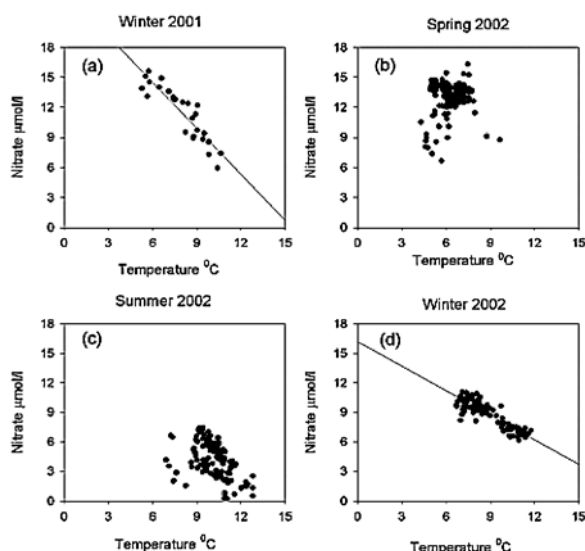 Winter 2001
(a)
Nitrate µmol/l
18
15
12
9
6
3
0
0 3 6 9 12 15
Temperature ⁰C
Spring 2002
(b)
Nitrate µmol/l
18
15
12
9
6
3
0
0 3 6 9 12 15
Temperature ⁰C
Summer 2002
(c)
Nitrate µmol/l
18
15
12
9
6
3
0
0 3 6 9 12 15
Temperature ⁰C
Winter 2002
(d)
Nitrate µmol/l
18
15
12
9
6
3
0
0 3 6 9 12 15
Temperature ⁰C